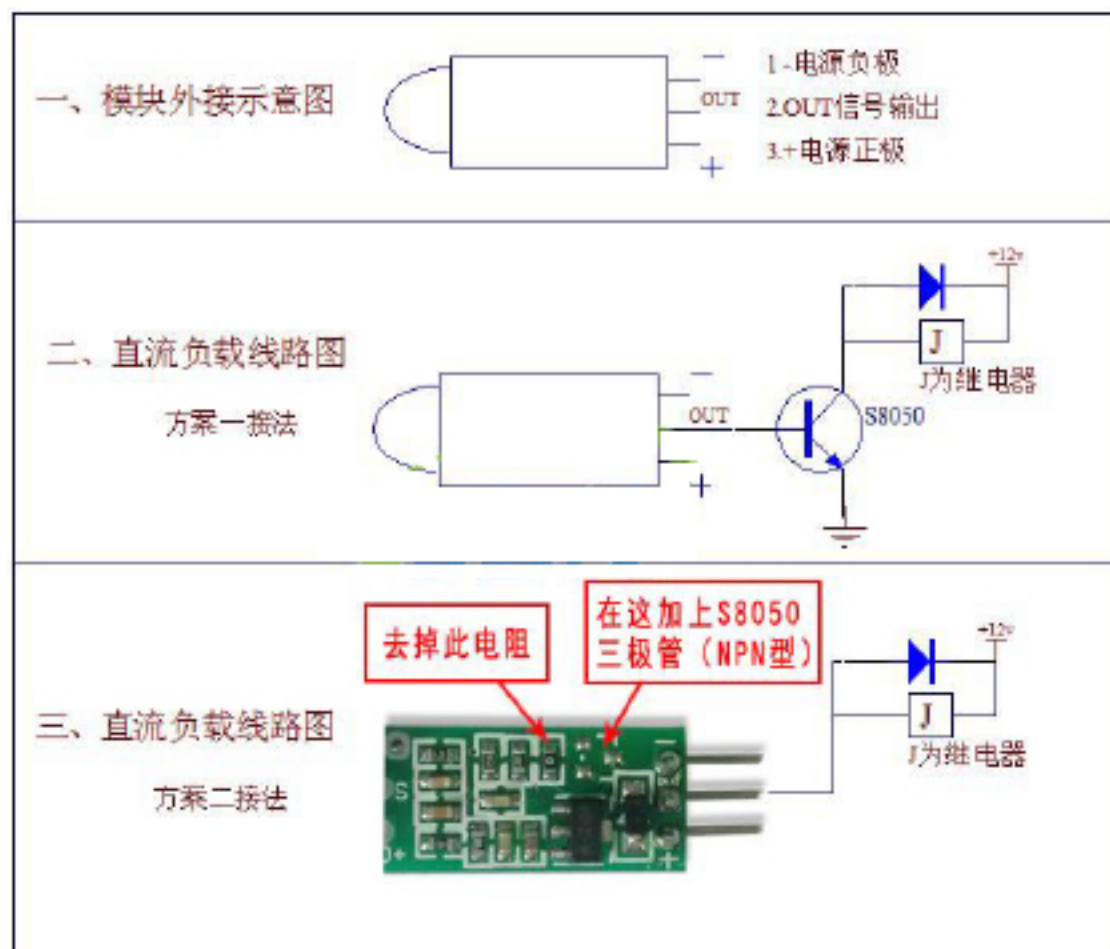 一、模块外接示意图
—
OUT
+
1.-电源负极
2.OUT信号输出
3.+电源正极
二、直流负载线路图
方案一接法
—
OUT
+
+12v
J
J为继电器
S8050
去掉此电阻
在这加上S8050
三极管（NPN型）
三、直流负载线路图
方案二接法
S
D+
—
+
+12v
J
J为继电器